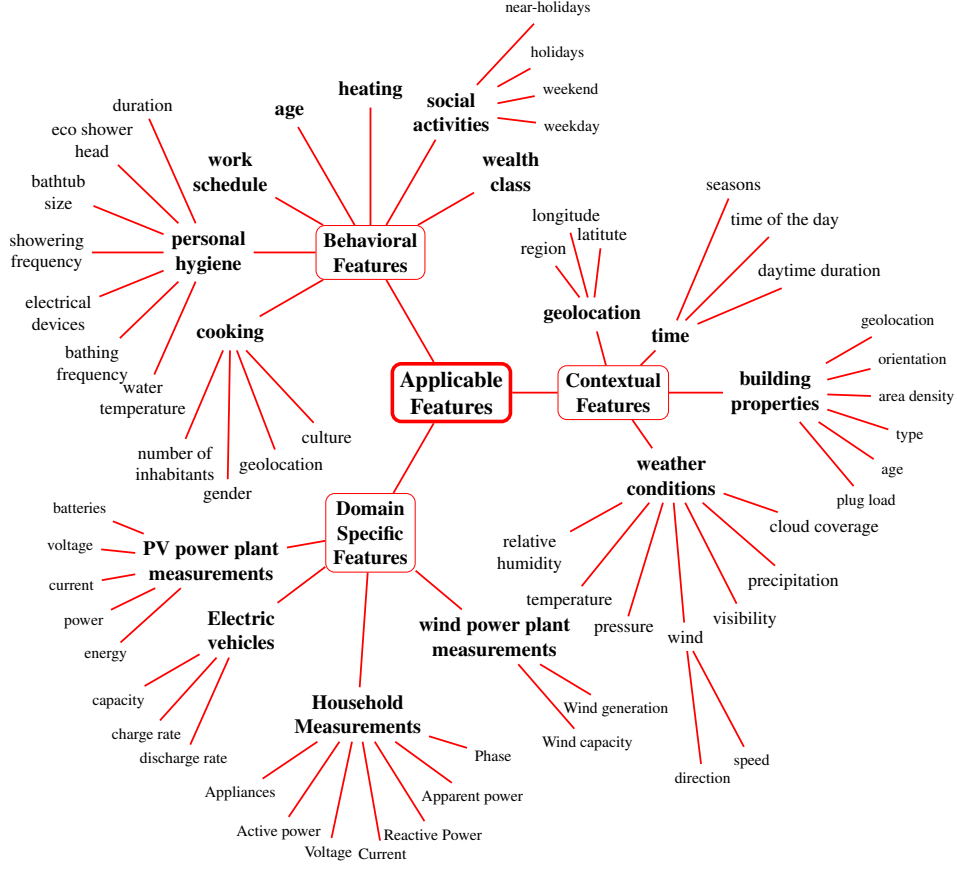 near-holidays
holidays
weekend
weekday
social
activities
heating
age
duration
eco shower
head
bathtub
size
showering
frequency
electrical
devices
bathing
frequency
water
temperature
personal
hygiene
work
schedule
wealth
class
Behavioral
Features
cooking
number of
inhabitants
gender
geolocation
culture
Applicable
Features
Contextual
Features
longitude
latitute
region
geolocation
seasons
time of the day
daytime duration
time
building
properties
geolocation
orientation
area density
type
age
plug load
weather
conditions
relative
humidity
temperature
pressure
wind
direction
speed
visibility
precipitation
cloud coverage
Domain
Specific
Features
PV power plant
measurements
batteries
voltage
current
power
energy
Electric
vehicles
capacity
charge rate
discharge rate
Household
Measurements
Appliances
Active power
Voltage
Current
Reactive Power
Apparent power
Phase
wind power plant
measurements
Wind generation
Wind capacity